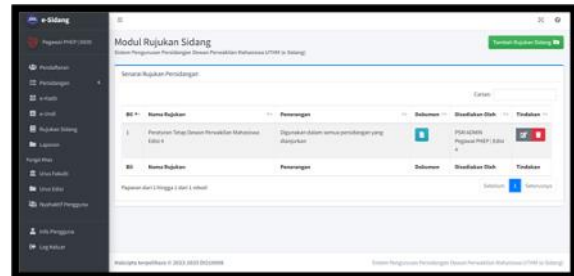 e-Sidang
Pegawai PHEP | 2020
Pendaftaran
Persidangan
e-Hadir
e-Undi
Rujukan Sidang
Laporan
Fungsi Khas
Urus Fakulti
Urus Edisi
Nyahaktif Pengguna
Info Pengguna
Log Keluar
Modul Rujukan Sidang
Sistem Pengurusan Persidangan Dewan Perwakilan Mahasiswa UTHM (e-Sidang)
Tambah Rujukan Sidang
Senarai Rujukan Persidangan
Carian:
Bil Nama Rujukan Penerangan Dokumen Disediakan Oleh Tindakan
1 Peraturan Tetap Dewan Perwakilan Mahasiswa Digunakan dalam semua persidangan yang PSM ADMIN
Edisi 4 dianjurkan Pegawai PHEP | Edisi
4
Bil Nama Rujukan Penerangan Dokumen Disediakan Oleh Tindakan
Paparan dari 1 hingga 1 dari 1 rekod
Sebelum 1 Seterusnya
Hakcipta terpelihara ©
Sistem Pengurusan Persidangan Dewan Perwakilan Mahasiswa UTHM (e-Sidang)